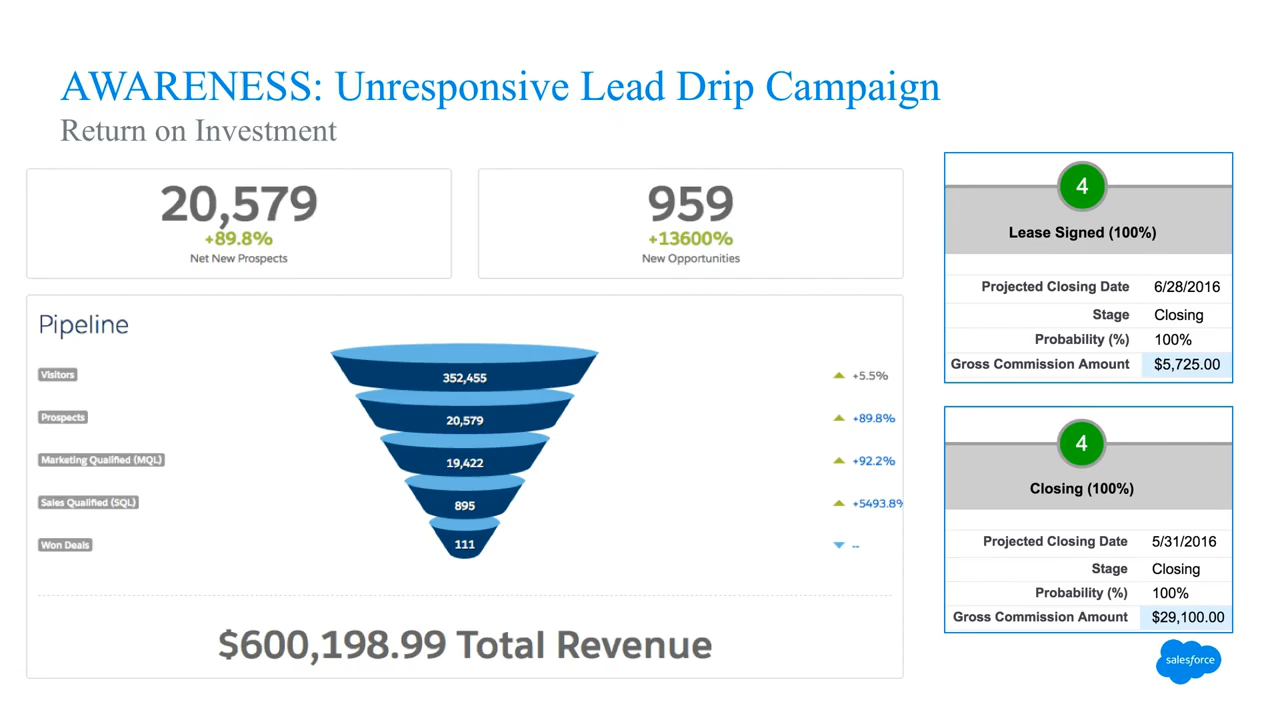 AWARENESS: Unresponsive Lead Drip Campaign
Return on Investment
20,579
+89.8%
Net New Prospects
959
+13600%
New Opportunities
Pipeline
Visitors
352,455
+5.5%
Prospects
20,579
+89.8%
Marketing Qualified (MQL)
19,422
+92.2%
Sales Qualified (SQL)
895
+5493.8%
Won Deals
111
--
$600,198.99 Total Revenue
4
Lease Signed (100%)
Projected Closing Date 6/28/2016
Stage Closing
Probability (%) 100%
Gross Commission Amount $5,725.00
4
Closing (100%)
Projected Closing Date 5/31/2016
Stage Closing
Probability (%) 100%
Gross Commission Amount $29,100.00
salesforce